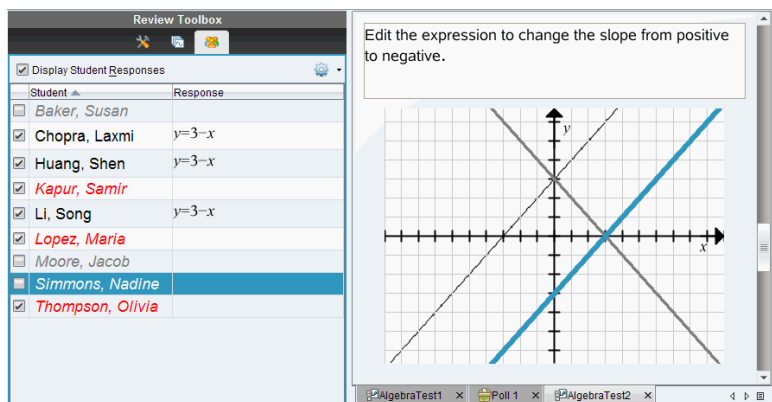 Review Toolbox
Display Student Responses
Student Response
Baker, Susan
Chopra, Laxmi y=3−x
Huang, Shen y=3−x
Kapur, Samir
Li, Song y=3−x
Lopez, Maria
Moore, Jacob
Simmons, Nadine
Thompson, Olivia
Edit the expression to change the slope from positive
to negative.
y
x
AlgebraTest1 Poll 1 AlgebraTest2